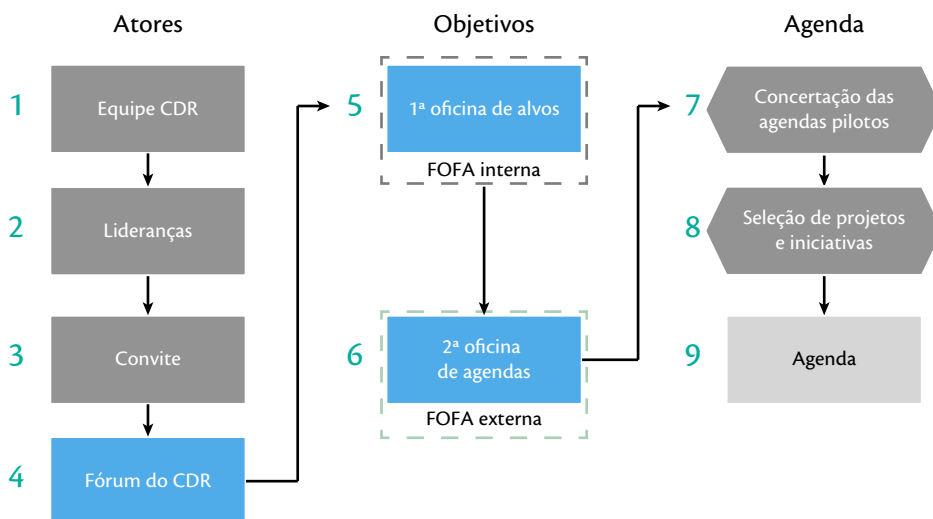 Atores
1
Equipe CDR
2
Lideranças
3
Convite
4
Fórum do CDR
Objetivos
5
1ª oficina de alvos
FOFA interna
6
2ª oficina
de agendas
FOFA externa
Agenda
7
Concertação das
agendas pilotos
8
Seleção de projetos
e iniciativas
9
Agenda